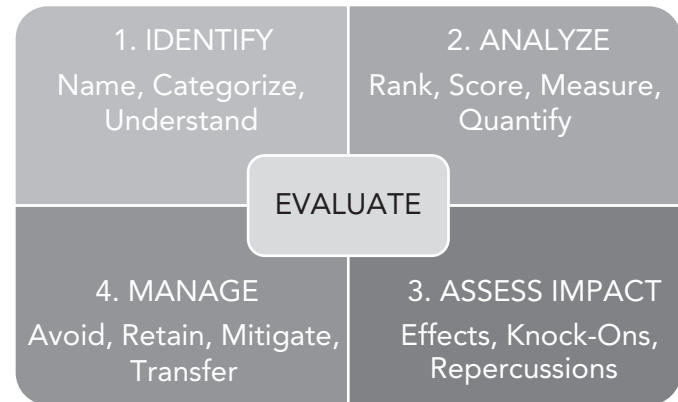 1. IDENTIFY
Name, Categorize,
Understand
2. ANALYZE
Rank, Score, Measure,
Quantify
EVALUATE
4. MANAGE
Avoid, Retain, Mitigate,
Transfer
3. ASSESS IMPACT
Effects, Knock-Ons,
Repercussions